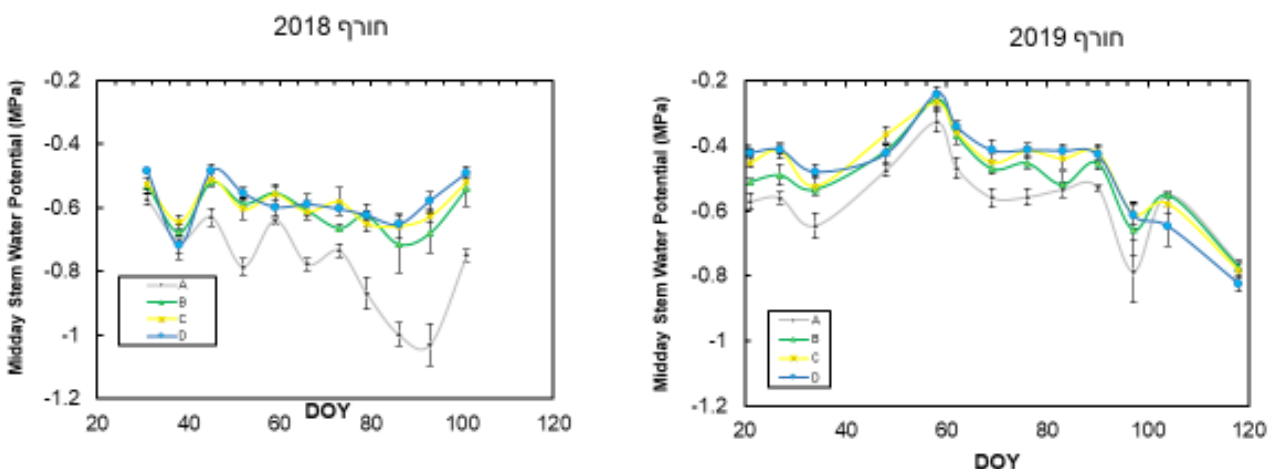 חורף 2018
Midday Stem Water Potential (MPa)
-0.2
-0.4
-0.6
-0.8
-1
-1.2
20
40
60
80
100
120
DOY
A
B
C
D
חורף 2019
Midday Stem Water Potential (MPa)
-0.2
-0.4
-0.6
-0.8
-1
-1.2
20
40
60
80
100
120
DOY
A
B
C
D